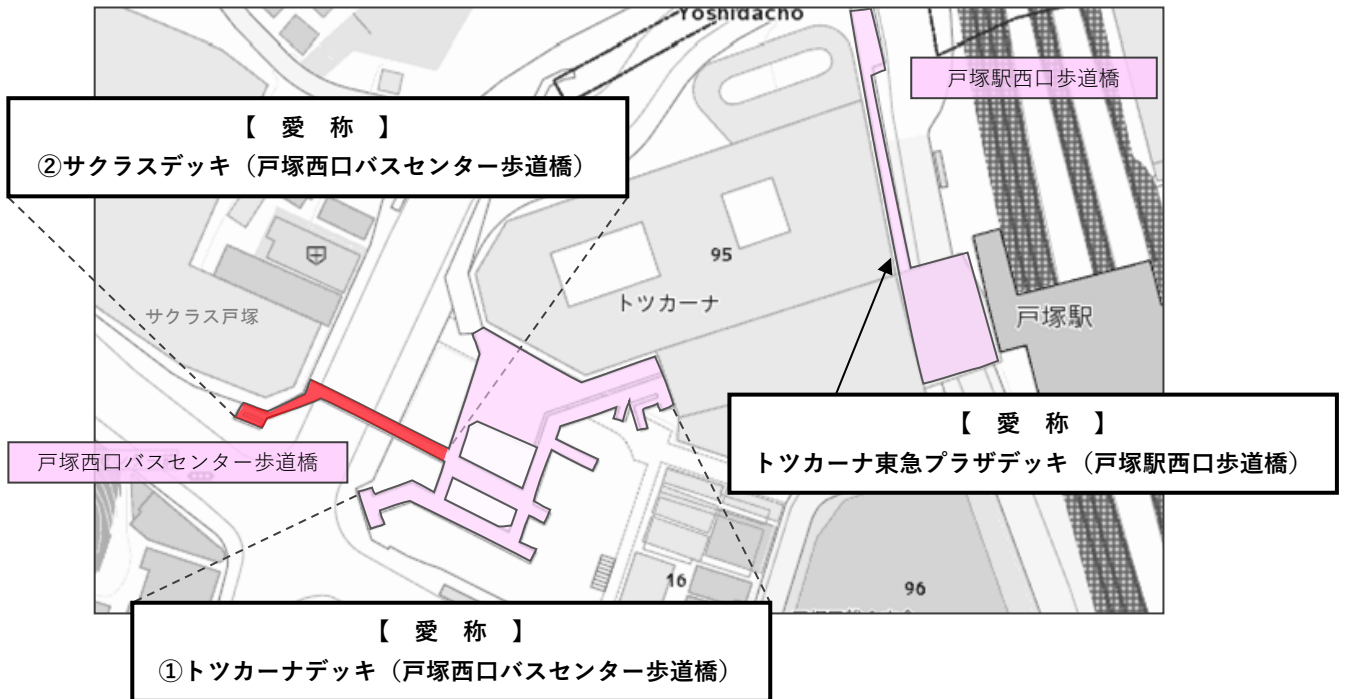 Yoshidacho
戸塚駅西口歩道橋
【 愛 称 】
②サクラスデッキ（戸塚西口バスセンター歩道橋）
95
トツカーナ
サクラス戸塚
戸塚駅
【 愛 称 】
トツカーナ東急プラザデッキ（戸塚駅西口歩道橋）
戸塚西口バスセンター歩道橋
16
96
【 愛 称 】
①トツカーナデッキ（戸塚西口バスセンター歩道橋）